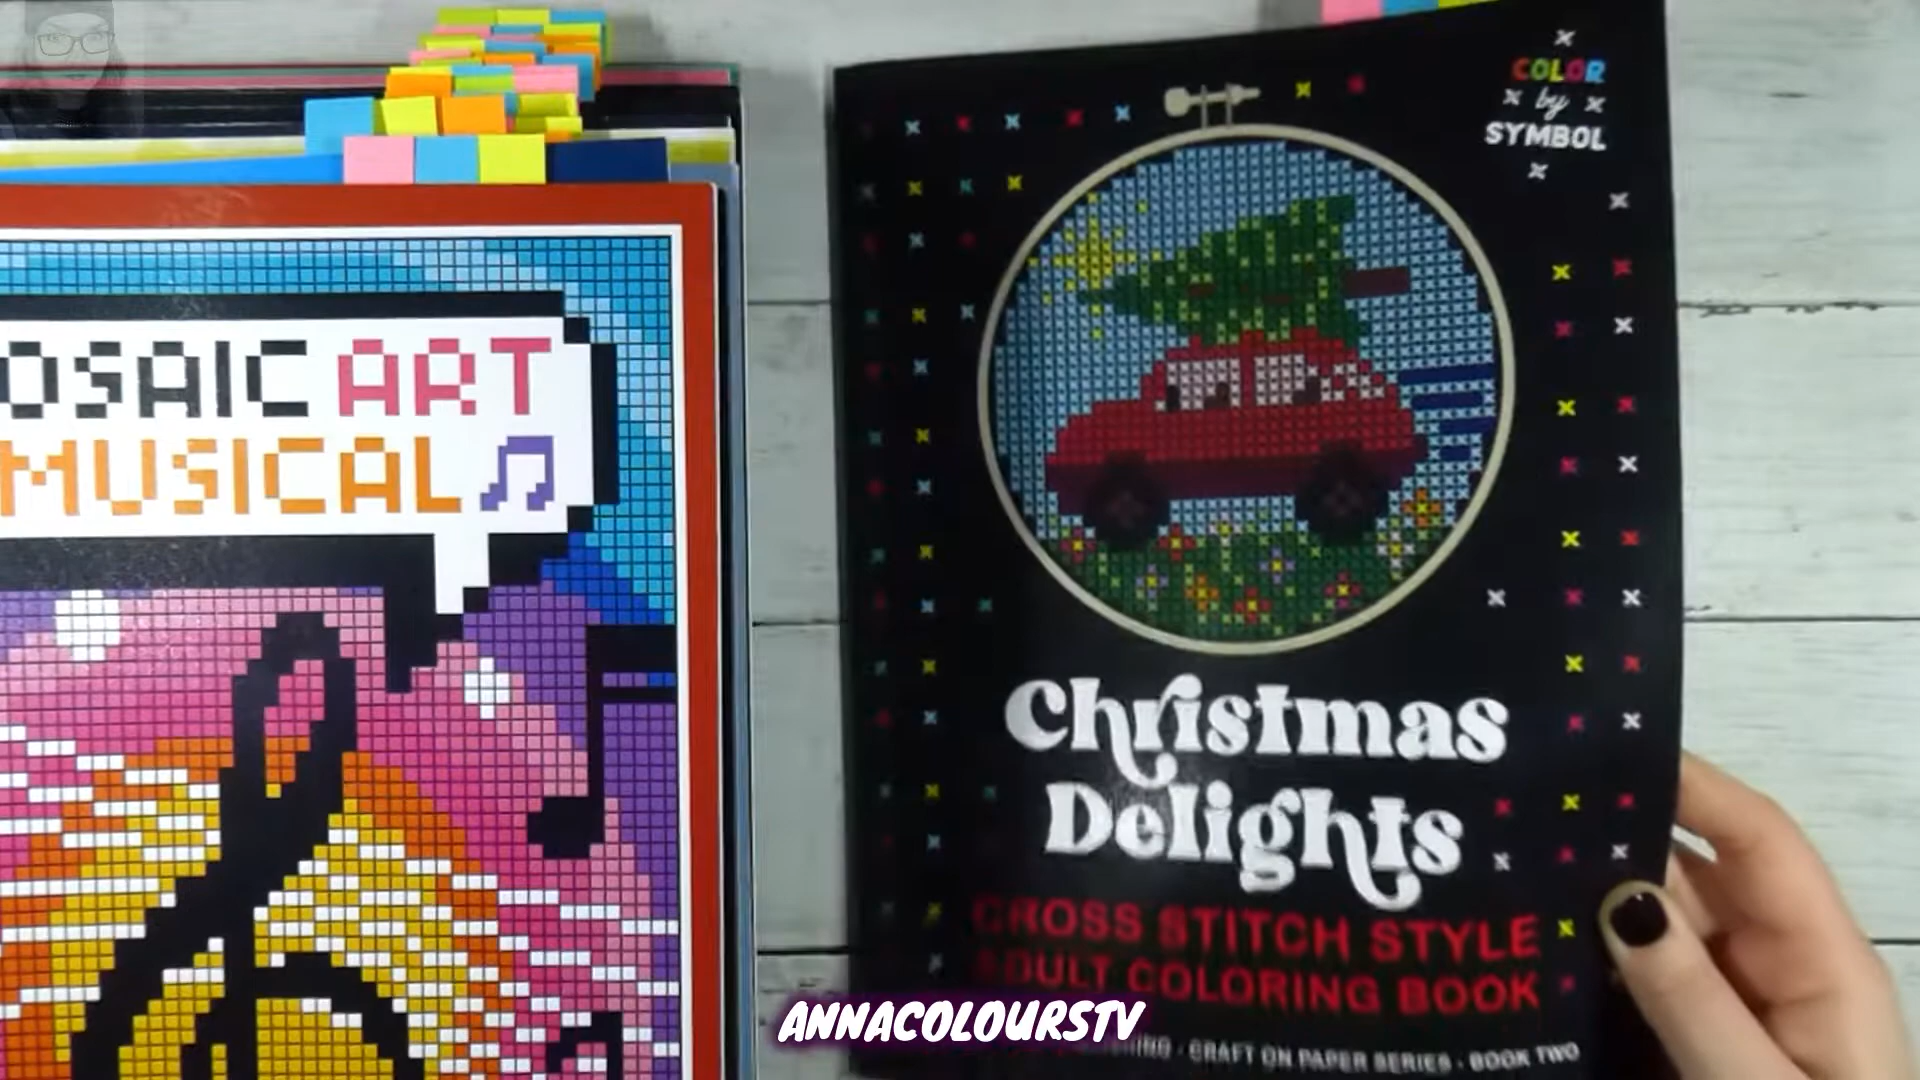 OSAIC ART
MUSICAL
COLOR
by
SYMBOL
Christmas
Delights
CROSS STITCH STYLE
ADULT COLORING BOOK
CRAFT ON PAPER SERIES - BOOK TWO
ANNACOLOURSTV